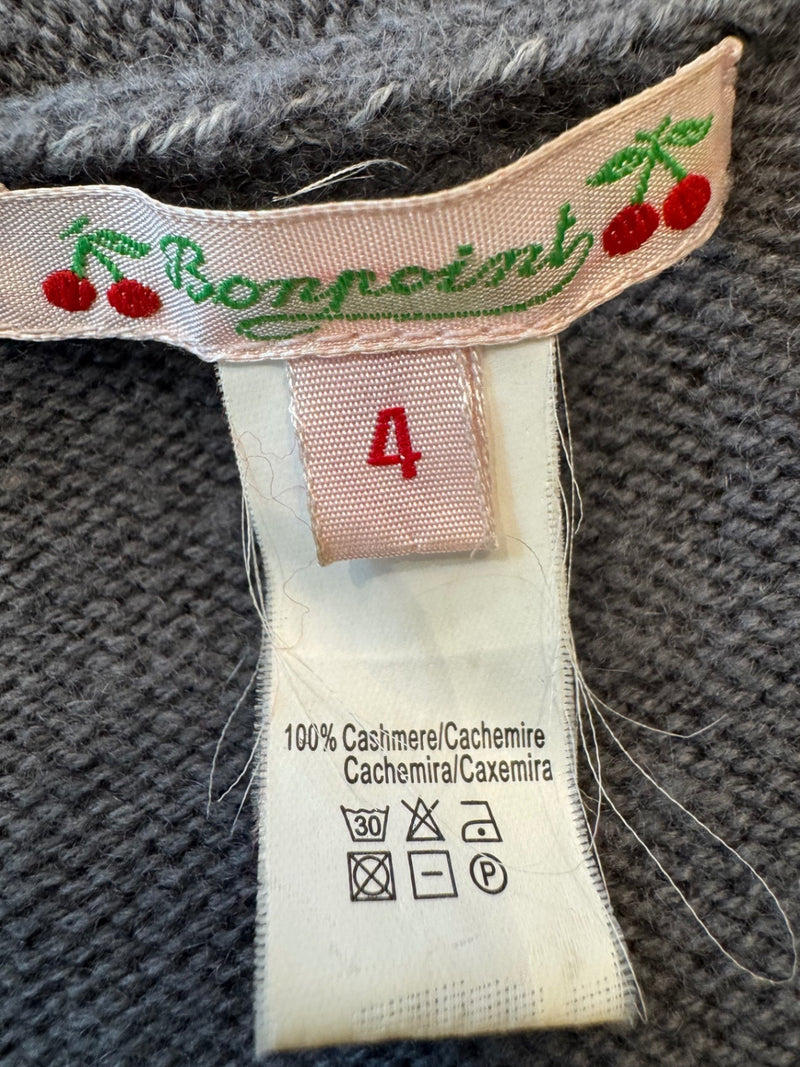 Bonpoint
4
100% Cashmere/Cachemire
Cachemira/Caxemira
30
P